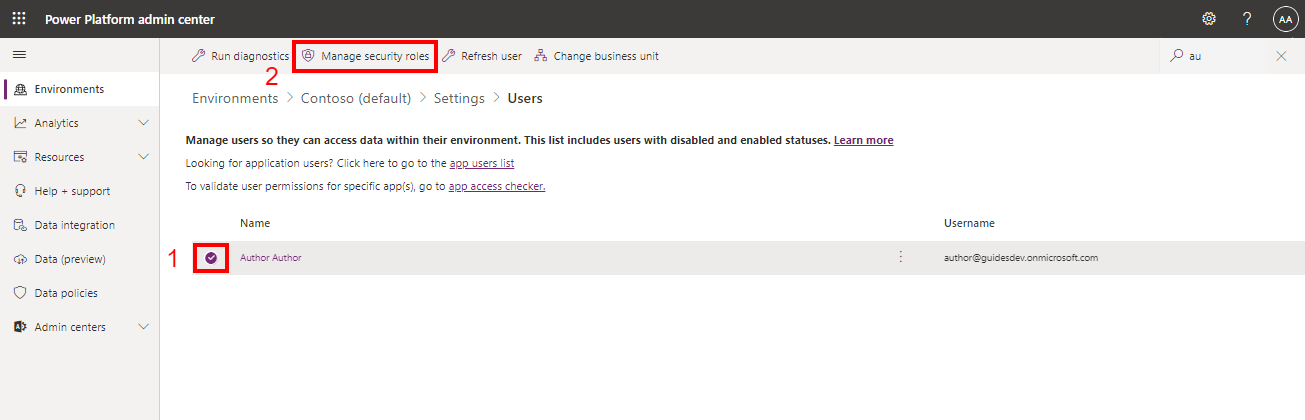 Power Platform admin center
? AA
Run diagnostics Manage security roles Refresh user Change business unit au
2
Environments > Contoso (default) > Settings > Users
Environments
Analytics
Resources
Help + support
Data integration
Data (preview)
Data policies
Admin centers
Manage users so they can access data within their environment. This list includes users with disabled and enabled statuses. Learn more
Looking for application users? Click here to go to the app users list
To validate user permissions for specific app(s), go to app access checker.
Name Username
1 Author Author author@guidesdev.onmicrosoft.com